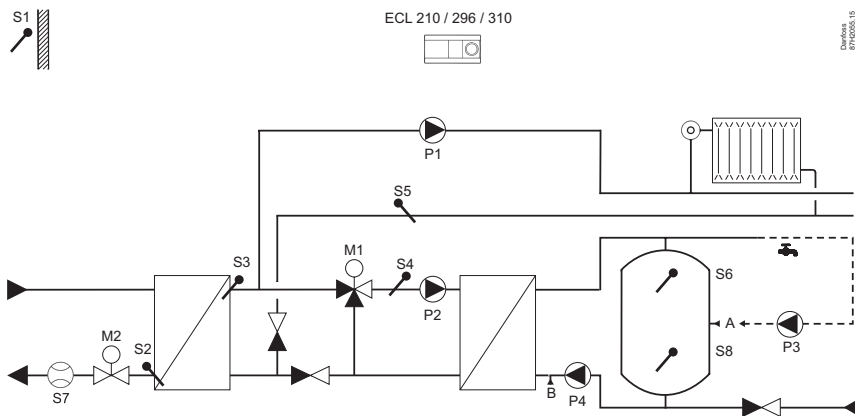 S1
ECL 210 / 296 / 310
Danfoss
87H2055.15
P1
S5
S3
M1
S4
S6
M2
P2
A
S2
S8
P3
S7
B
P4